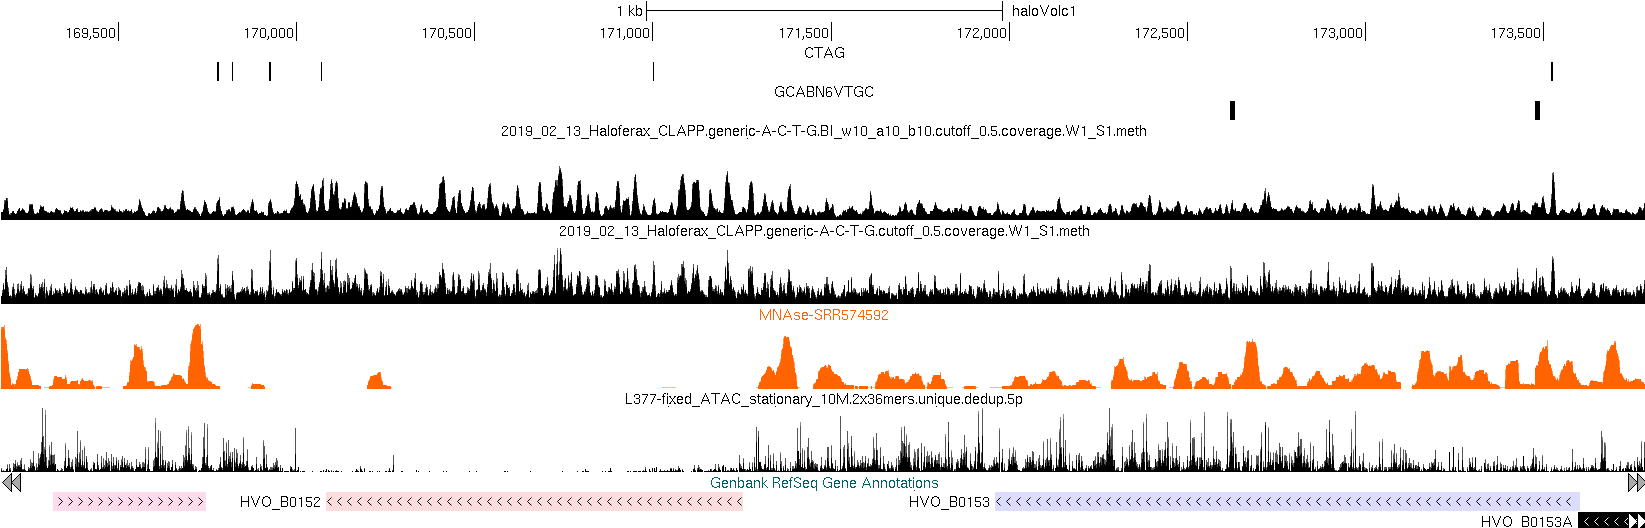 1 kb haloVolc1
169,500 170,000 170,500 171,000 171,500 172,000 172,500 173,000 173,500
CTAG
GCABN6VTGC
2019_02_13_Haloferax_CLAPP.generic-A-C-T-G.BI_w10_a10_b10.cutoff_0.5.coverage.W1_S1.meth
2019_02_13_Haloferax_CLAPP.generic-A-C-T-G.cutoff_0.5.coverage.W1_S1.meth
MNAse-SRR574592
L377-fixed_ATAC_stationary_10M.2x36mers.unique.dedup.5p
Genbank RefSeq Gene Annotations
HVO_B0152 HVO_B0153
HVO_B0153A